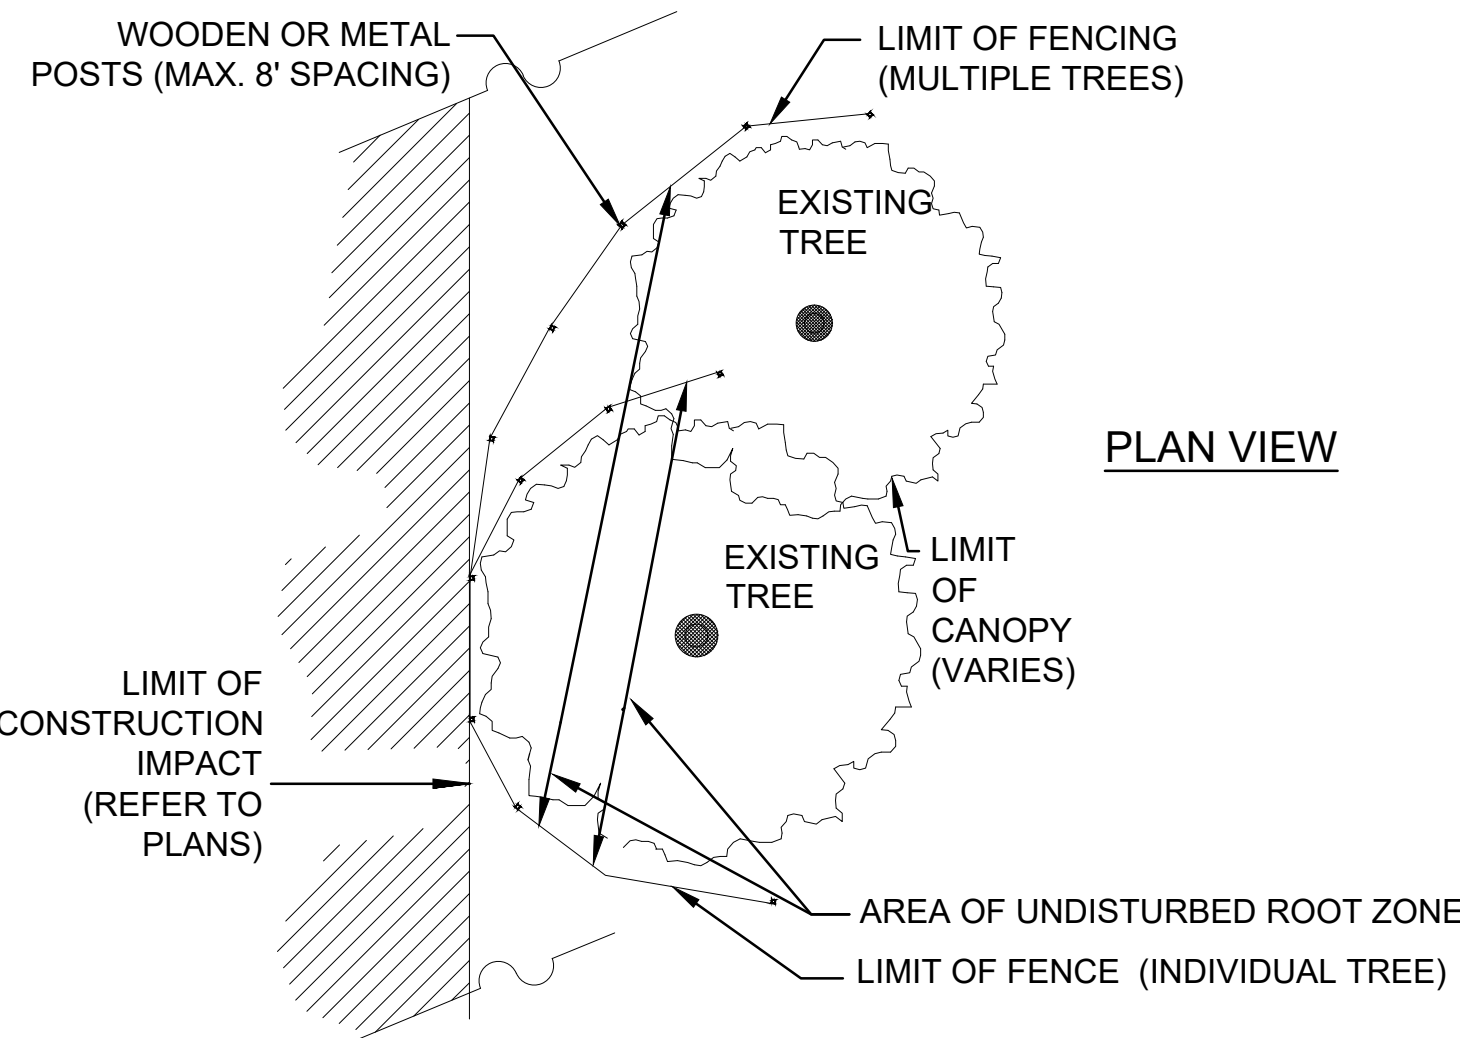 WOODEN OR METAL
POSTS (MAX. 8' SPACING)
LIMIT OF FENCING
(MULTIPLE TREES)
EXISTING
TREE
PLAN VIEW
EXISTING
TREE
LIMIT
OF
CANOPY
(VARIES)
LIMIT OF
CONSTRUCTION
IMPACT
(REFER TO
PLANS)
AREA OF UNDISTURBED ROOT ZONE
LIMIT OF FENCE (INDIVIDUAL TREE)